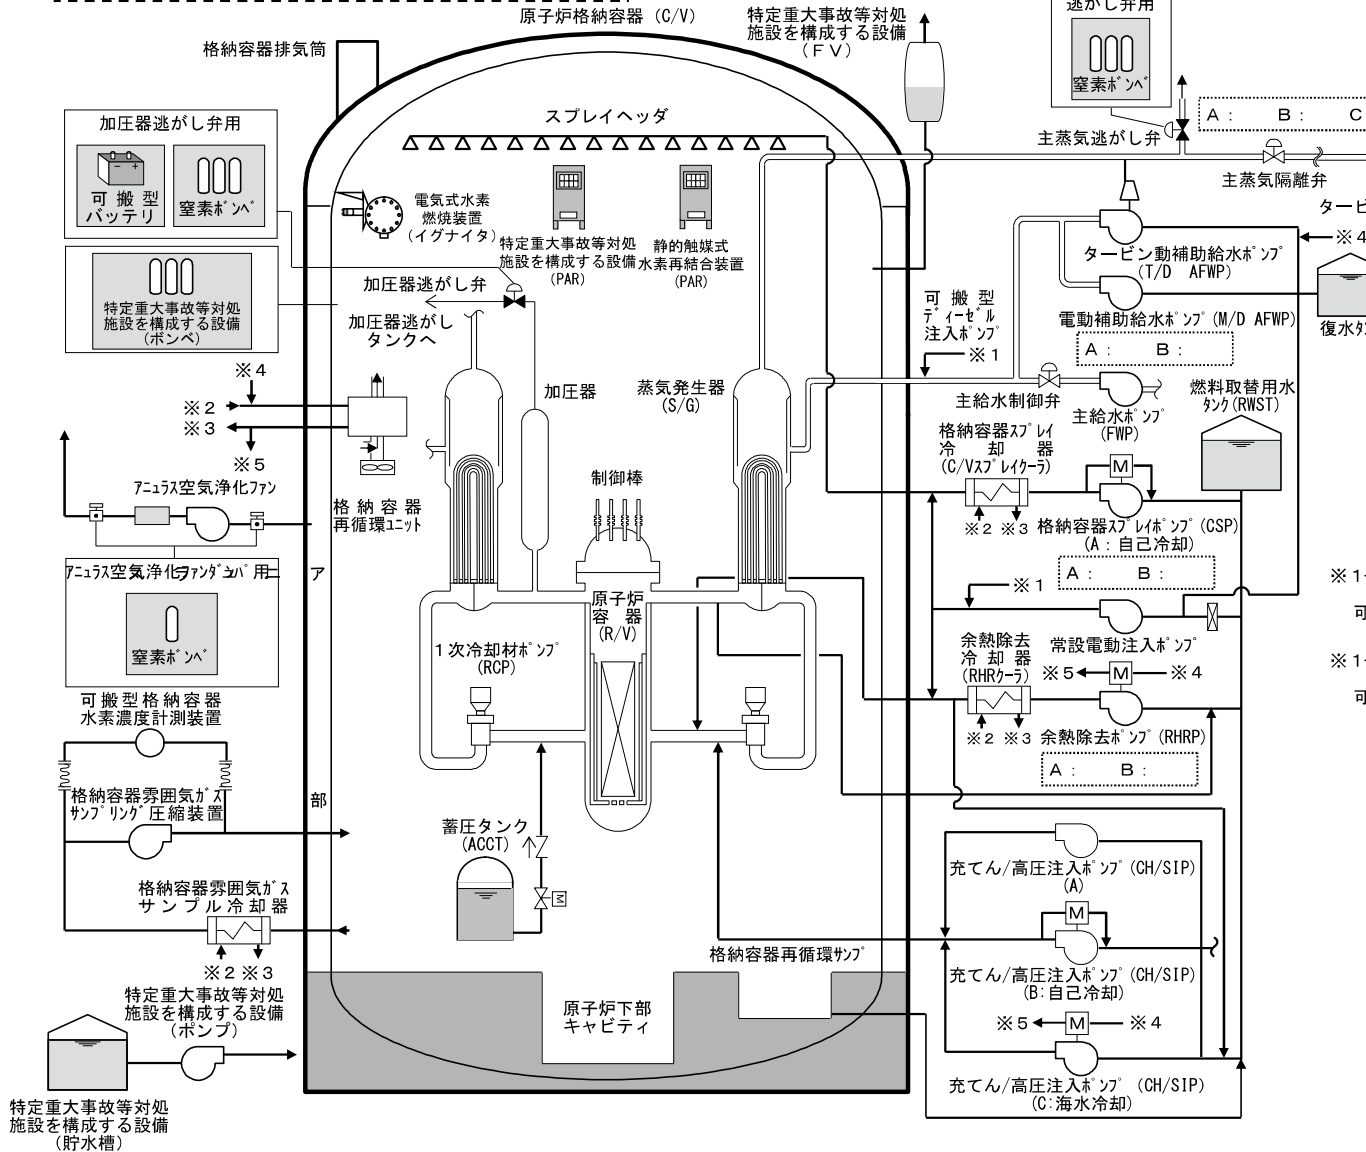 原子炉格納容器（C/V）
特定重大事故等対処
施設を構成する設備
（ＦＶ）
逃がし弁用
窒素ﾎﾞﾝﾍﾞ
格納容器排気筒
加圧器逃がし弁用
可搬型
バッテリ
窒素ﾎﾞﾝﾍﾞ
スプレイヘッダ
主蒸気逃がし弁
A：　　B：　　C
主蒸気隔離弁
電気式水素
燃焼装置
(イグナイタ)
特定重大事故等対処
施設を構成する設備
(PAR)
静的触媒式
水素再結合装置
(PAR)
タービ
※4
タービン動補助給水ﾎﾟﾝﾌﾟ
(T/D　AFWP)
特定重大事故等対処
施設を構成する設備
(ボンベ)
加圧器逃がし弁
加圧器逃がし
タンクへ
可搬型
ﾃﾞｨｰｾﾞﾙ
注入ﾎﾟﾝﾌﾟ
※1
電動補助給水ﾎﾟﾝﾌﾟ(M/D AFWP)
A：　　B：
復水ﾀﾝ
※4
※2
※3
※5
加圧器
蒸気発生器
(S/G)
主給水制御弁
主給水ﾎﾟﾝﾌﾟ
(FWP)
燃料取替用水
ﾀﾝｸ(RWST)
格納容器ｽﾌﾟﾚｲ
冷却器
(C/Vｽﾌﾟﾚｲｸｰﾗ)
M
ｱﾆｭﾗｽ空気浄化ﾌｧﾝ
格納容器
再循環ﾕﾆｯﾄ
制御棒
※2 ※3
格納容器ｽﾌﾟﾚｲﾎﾟﾝﾌﾟ(CSP)
(A：自己冷却)
A：　　B：
ｱﾆｭﾗｽ空気浄化ﾌｧﾝﾀﾞﾝﾊﾟ用
ア
※1
※1
窒素ﾎﾞﾝﾍﾞ
原子炉
容器
(R/V)
１次冷却材ﾎﾟﾝﾌﾟ
(RCP)
余熱除去
冷却器
(RHRｸｰﾗ)
常設電動注入ﾎﾟﾝﾌﾟ
※5
M
※4
可
※1
可
※2 ※3
余熱除去ﾎﾟﾝﾌﾟ(RHRP)
A：　　B：
可搬型格納容器
水素濃度計測装置
格納容器雰囲気ｶﾞｽ
ｻﾝﾌﾟﾘﾝｸﾞ圧縮装置
部
蓄圧タンク
(ACCT)
M
充てん/高圧注入ﾎﾟﾝﾌﾟ(CH/SIP)
(A)
格納容器雰囲気ｶﾞｽ
サンプル冷却器
※2 ※3
M
格納容器再循環ｻﾝﾌﾟ
充てん/高圧注入ﾎﾟﾝﾌﾟ(CH/SIP)
(B:自己冷却)
特定重大事故等対処
施設を構成する設備
(ポンプ)
原子炉下部
キャビティ
※5
M
※4
充てん/高圧注入ﾎﾟﾝﾌﾟ (CH/SIP)
(C:海水冷却)
特定重大事故等対処
施設を構成する設備
(貯水槽)